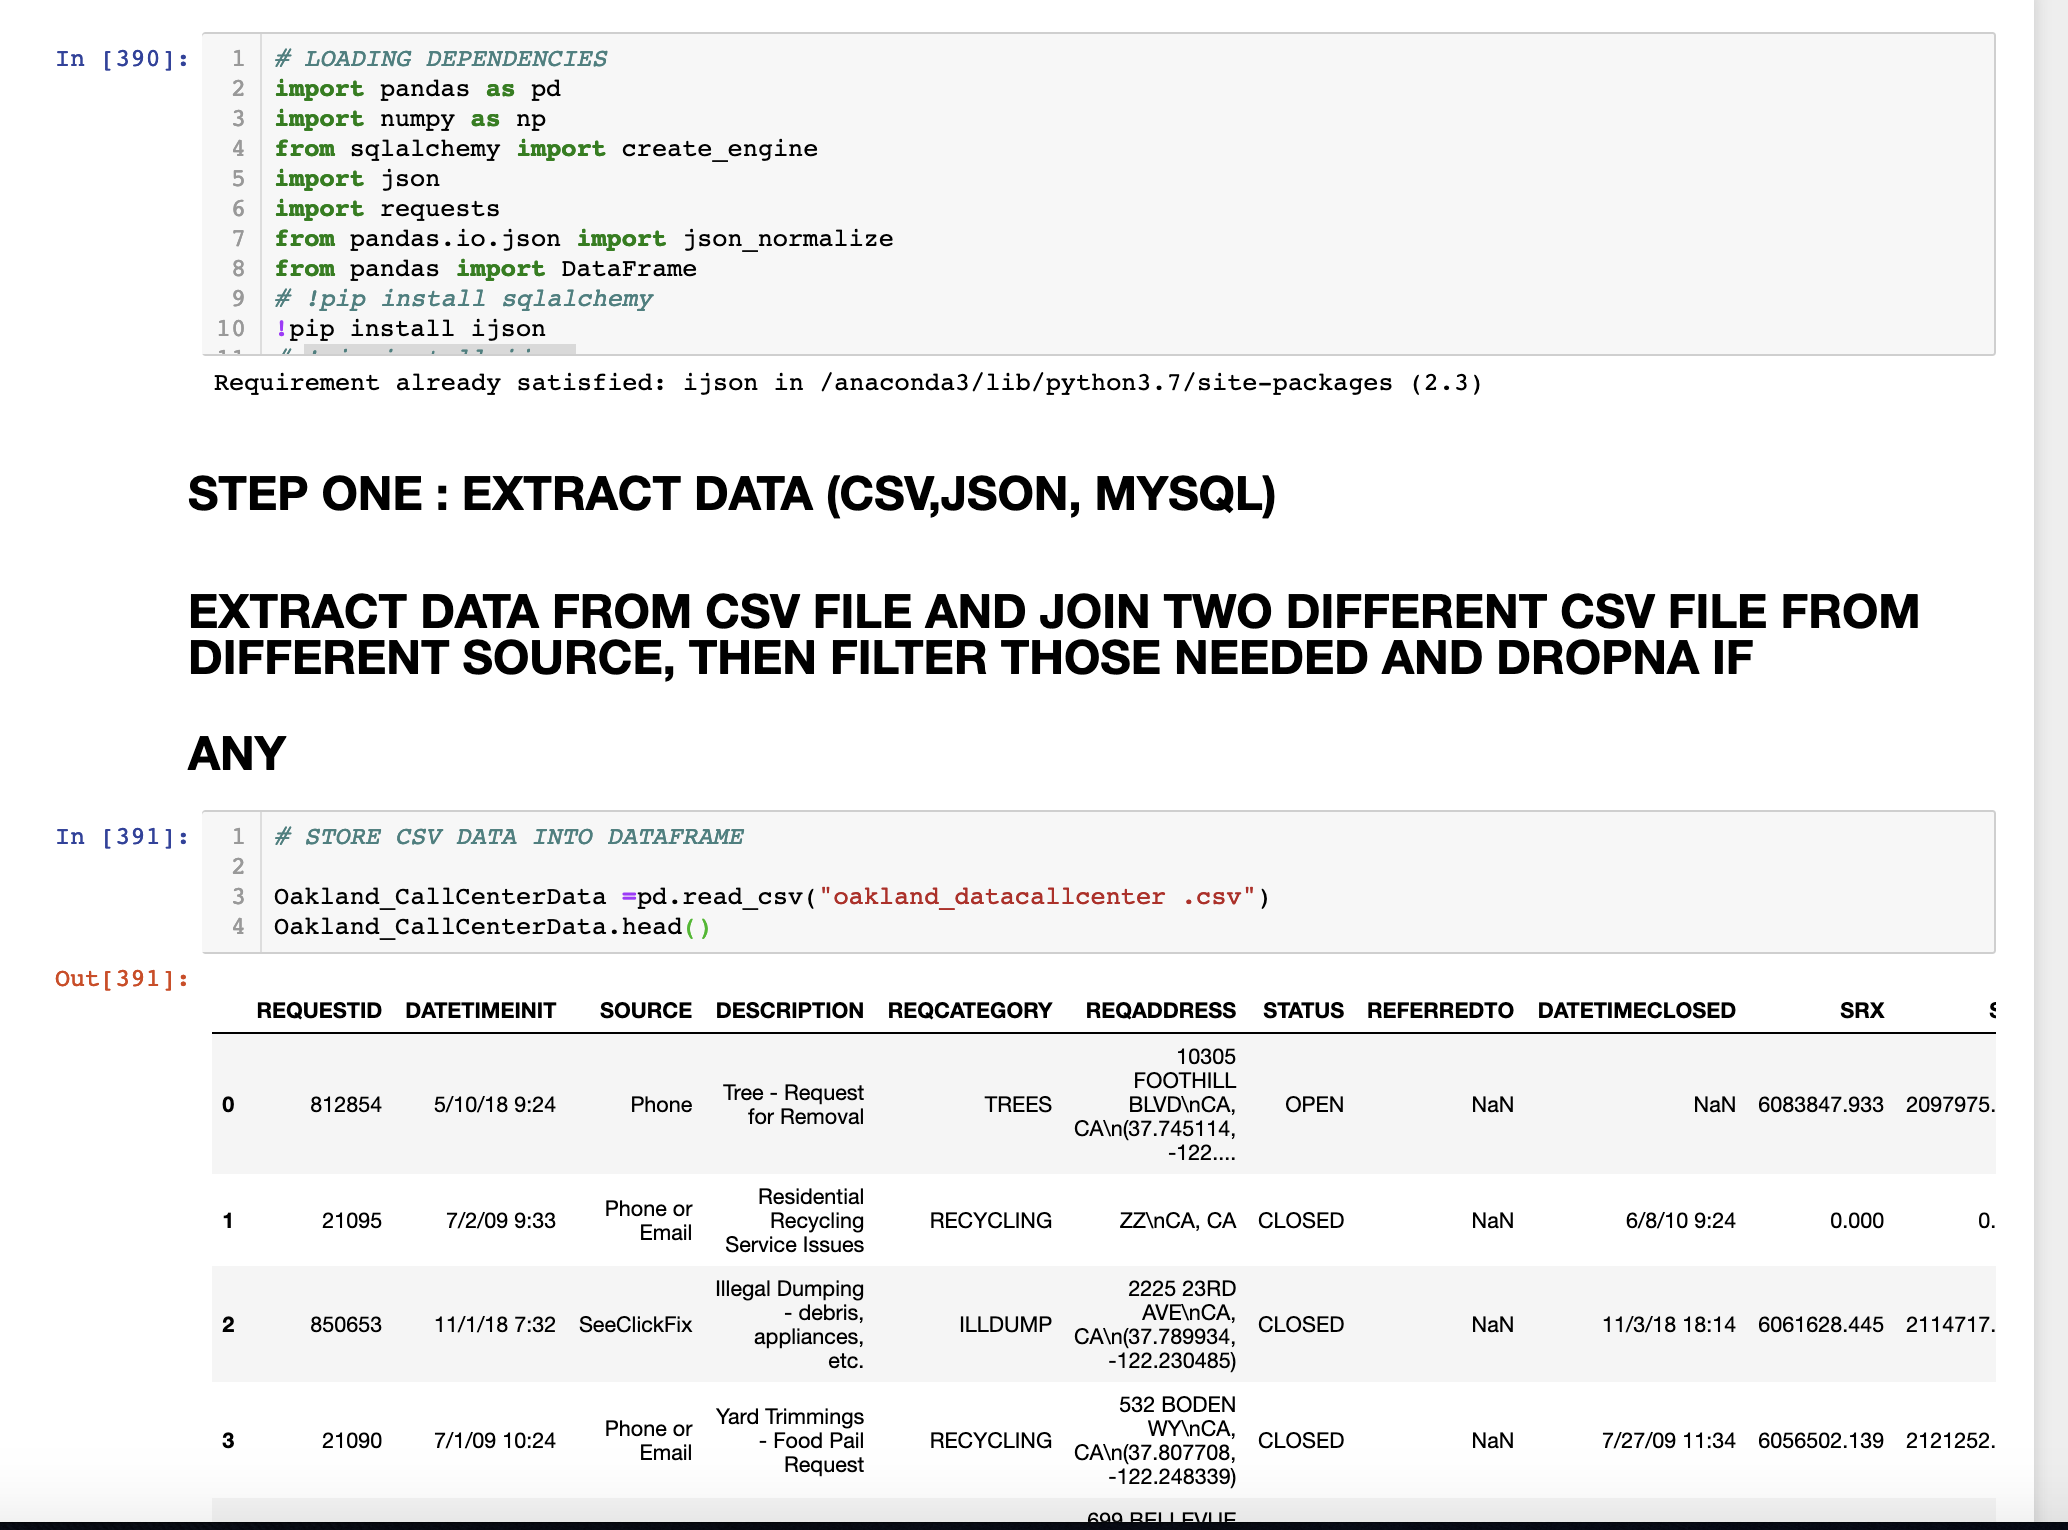 In [390]:
1 # LOADING DEPENDENCIES
2 import pandas as pd
3 import numpy as np
4 from sqlalchemy import create_engine
5 import json
6 import requests
7 from pandas.io.json import json_normalize
8 from pandas import DataFrame
9 # !pip install sqlalchemy
10 !pip install ijson
Requirement already satisfied: ijson in /anaconda3/lib/python3.7/site-packages (2.3)
STEP ONE : EXTRACT DATA (CSV,JSON, MYSQL)
EXTRACT DATA FROM CSV FILE AND JOIN TWO DIFFERENT CSV FILE FROM
DIFFERENT SOURCE, THEN FILTER THOSE NEEDED AND DROPNA IF
ANY
In [391]:
1 # STORE CSV DATA INTO DATAFRAME
2
3 Oakland_CallCenterData =pd.read_csv("oakland_datacallcenter .csv")
4 Oakland_CallCenterData.head()
Out[391]:
REQUESTID DATETIMEINIT SOURCE DESCRIPTION REQCATEGORY REQADDRESS STATUS REFERREDTO DATETIMECLOSED SRX
0 812854 5/10/18 9:24 Phone
Tree - Request
for Removal
TREES
10305
FOOTHILL
BLVD\nCA,
CA\n(37.745114,
-122....
OPEN NaN NaN 6083847.933 2097975.
1 21095 7/2/09 9:33
Phone or
Email
Residential
Recycling
Service Issues
RECYCLING
ZZ\nCA, CA
CLOSED NaN 6/8/10 9:24 0.000 0.
2 850653 11/1/18 7:32 SeeClickFix
Illegal Dumping
- debris,
appliances,
etc.
ILLDUMP
2225 23RD
AVE\nCA,
CA\n(37.789934,
-122.230485)
CLOSED NaN 11/3/18 18:14 6061628.445 2114717.
3 21090 7/1/09 10:24
Phone or
Email
Yard Trimmings
- Food Pail
Request
RECYCLING
532 BODEN
WY\nCA,
CA\n(37.807708,
-122.248339)
CLOSED NaN 7/27/09 11:34 6056502.139 2121252.
699 BELLEVUE